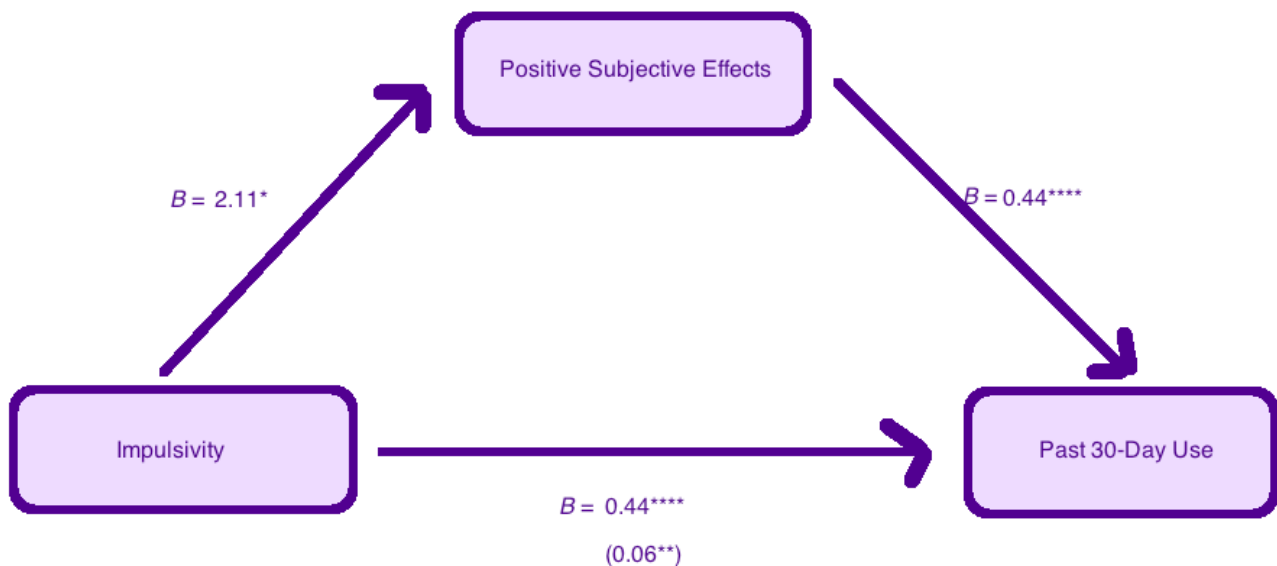 Positive Subjective Effects
B = 2.11*
B = 0.44****
Impulsivity
Past 30-Day Use
B = 0.44****
(0.06**)